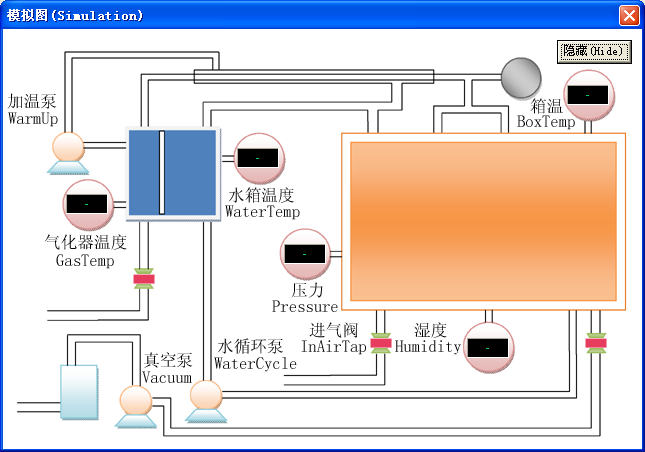 模拟图(Simulation)
隐藏(Hide)
加温泵
WarmUp
箱温
BoxTemp
-
-
水箱温度
WaterTemp
-
气化器温度
GasTemp
-
压力
Pressure
进气阀
InAirTap
湿度
Humidity
-
水循环泵
WaterCycle
真空泵
Vacuum